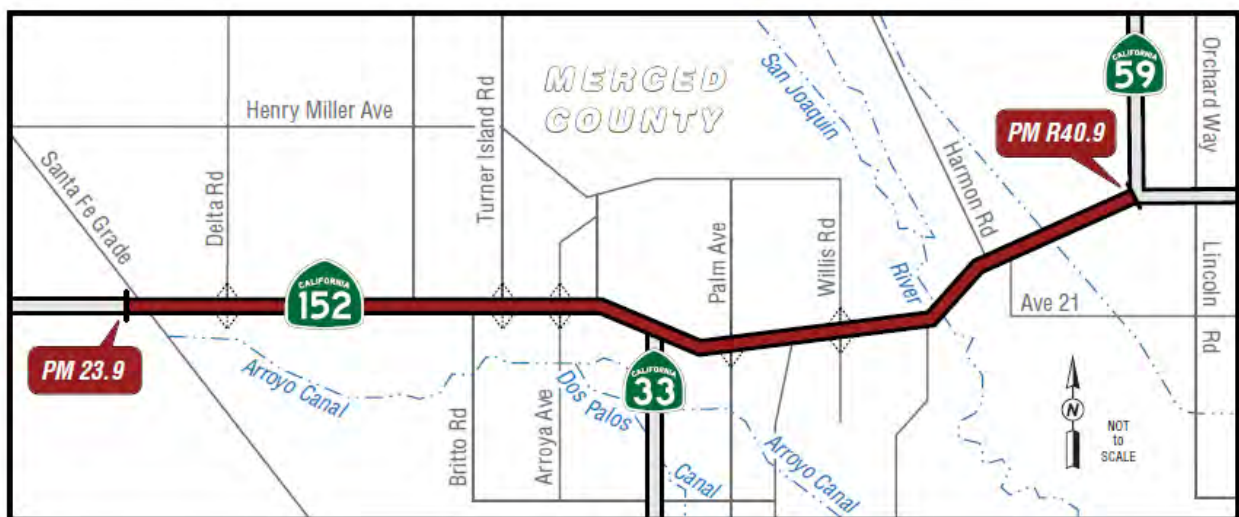 MERCED
COUNTY
CALIFORNIA
59
Orchard Way
San Joaquin
River
PM R40.9
Henry Miller Ave
Turner Island Rd
Santa Fe Grade
Delta Rd
Harmon Rd
Palm Ave
Willis Rd
Lincoln Rd
CALIFORNIA
152
Ave 21
PM 23.9
Arroyo Canal
CALIFORNIA
33
Dos Palos
Canal
Britto Rd
Arroya Ave
Arroyo Canal
N
NOT
to
SCALE